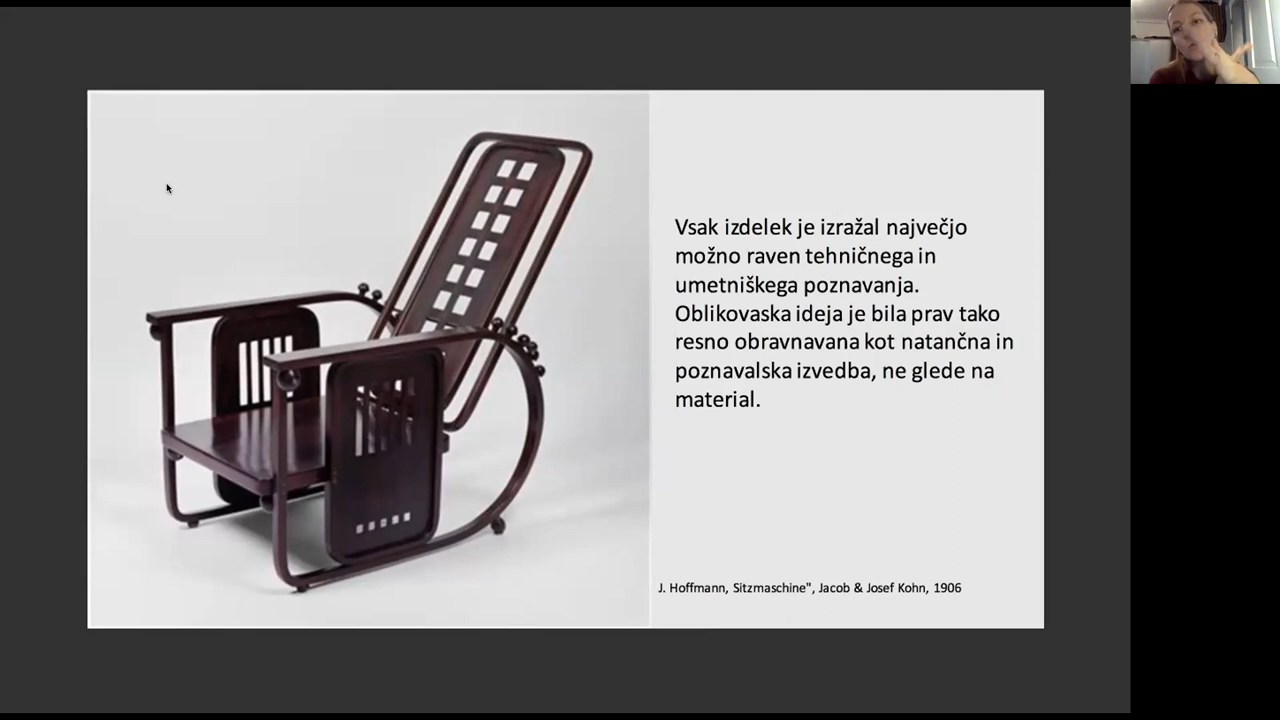 Vsak izdelek je izražal največjo
možno raven tehničnega in
umetniškega poznavanja.
Oblikovaska ideja je bila prav tako
resno obravnavana kot natančna in
poznavalska izvedba, ne glede na
material.
J. Hoffmann, Sitzmaschine", Jacob & Josef Kohn, 1906